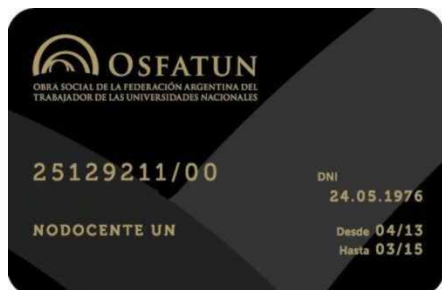 OSFATUN
OBRA SOCIAL DE LA FEDERACIÓN ARGENTINA DEL
TRABAJADOR DE LAS UNIVERSIDADES NACIONALES
25129211/00
DNI
24.05.1976
NODOCENTE UN
Desde 04/13
Hasta 03/15